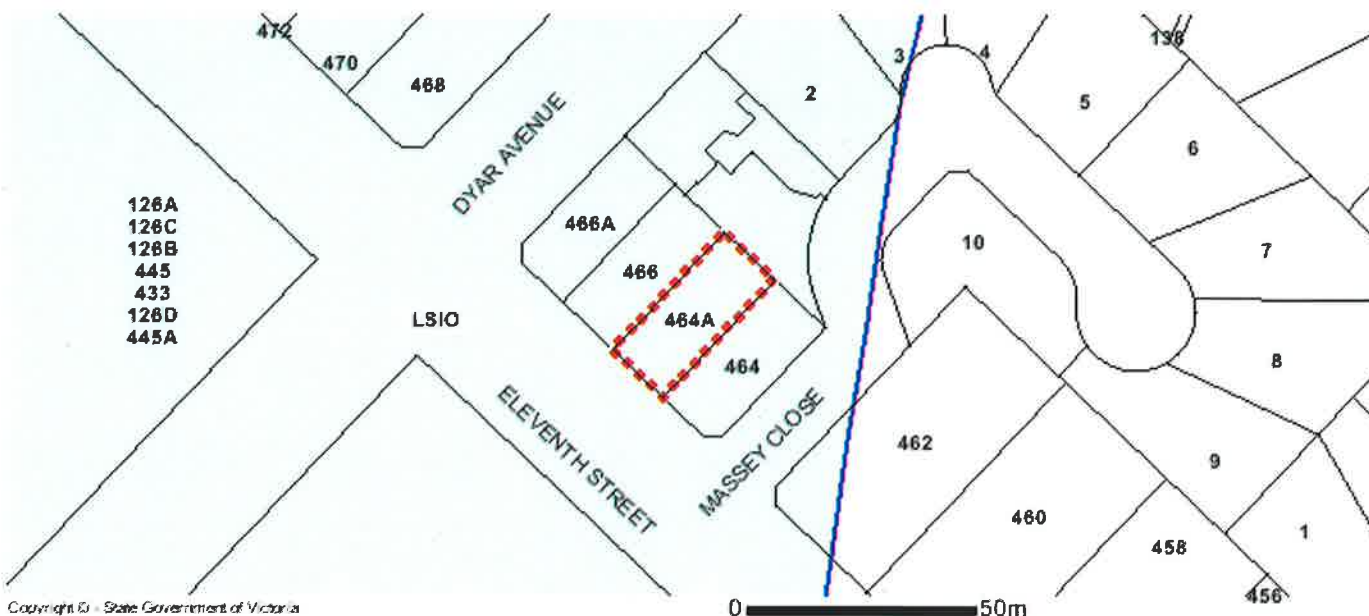 472
470
468
DYAR AVENUE
2
3
4
138
5
6
126A
126C
126B
445
433
126D
445A
LSIO
466A
466
464A
464
10
7
8
ELEVENTH STREET
MASSEY CLOSE
462
460
458
456
9
1
Copyright © - State Government of Victoria
0 50m